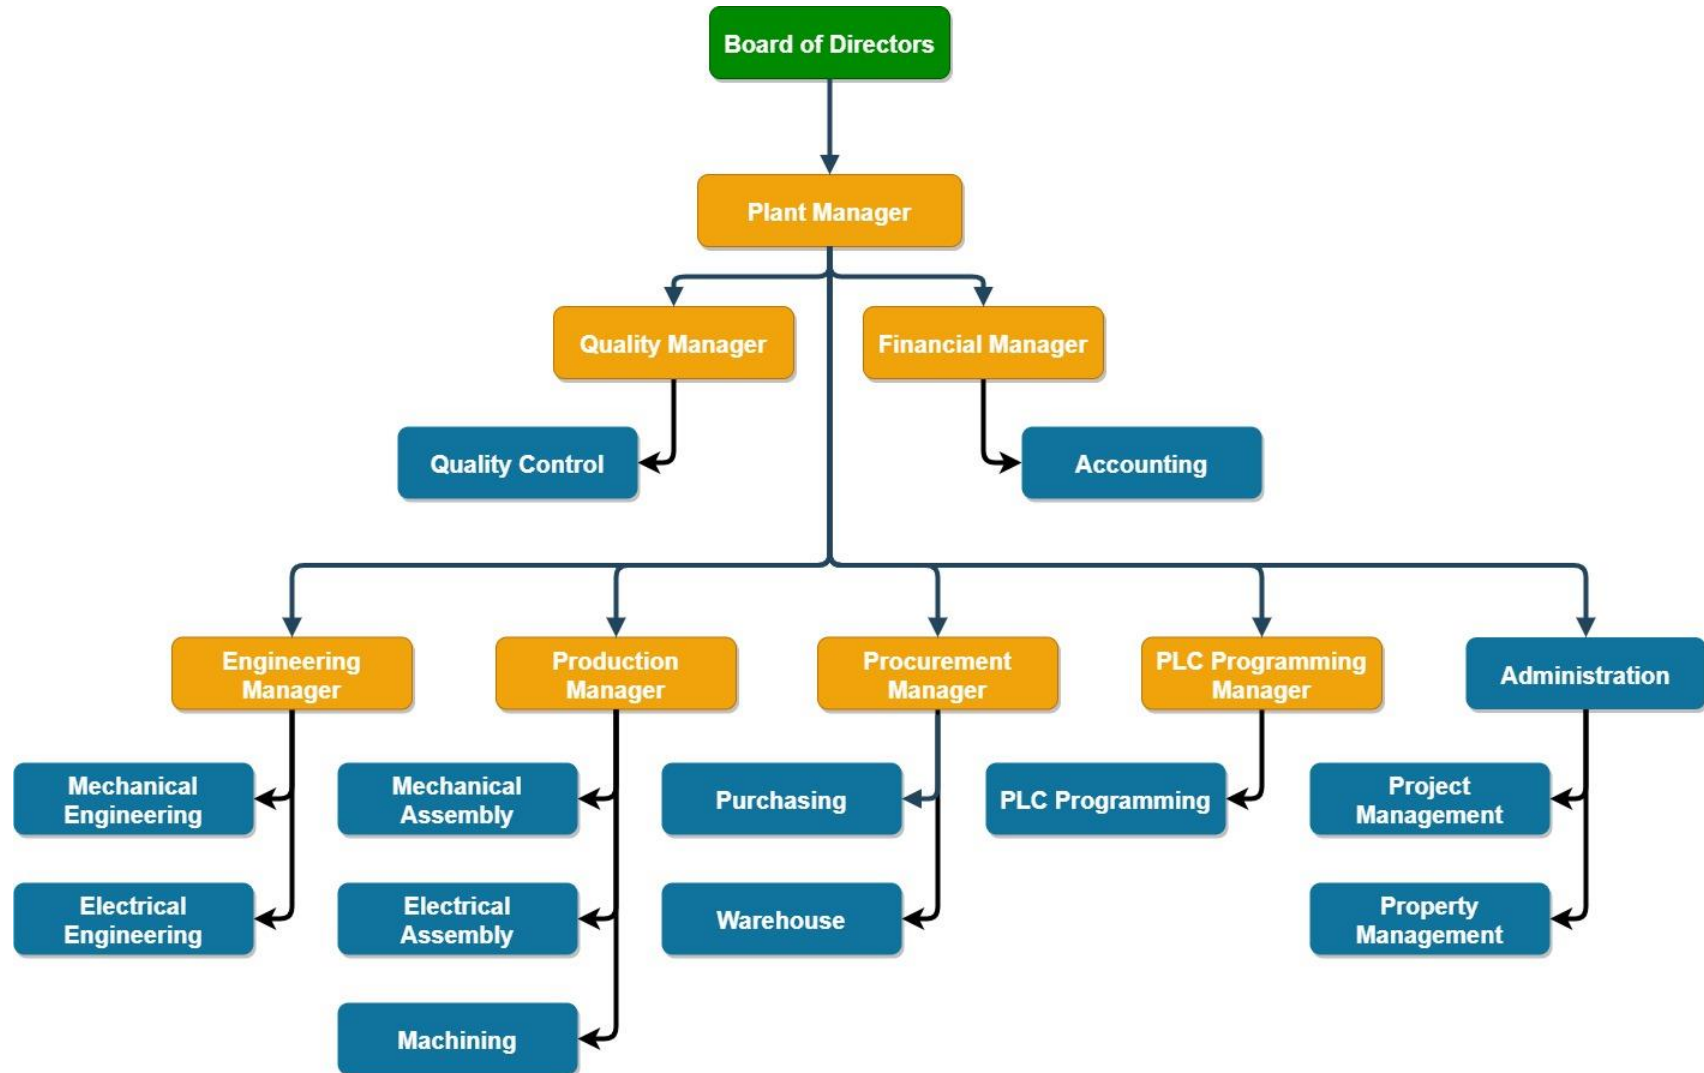 Board of Directors
Plant Manager
Quality Manager
Financial Manager
Quality Control
Accounting
Engineering
Manager
Production
Manager
Procurement
Manager
PLC Programming
Manager
Administration
Mechanical
Engineering
Mechanical
Assembly
Purchasing
PLC Programming
Project
Management
Electrical
Engineering
Electrical
Assembly
Warehouse
Property
Management
Machining